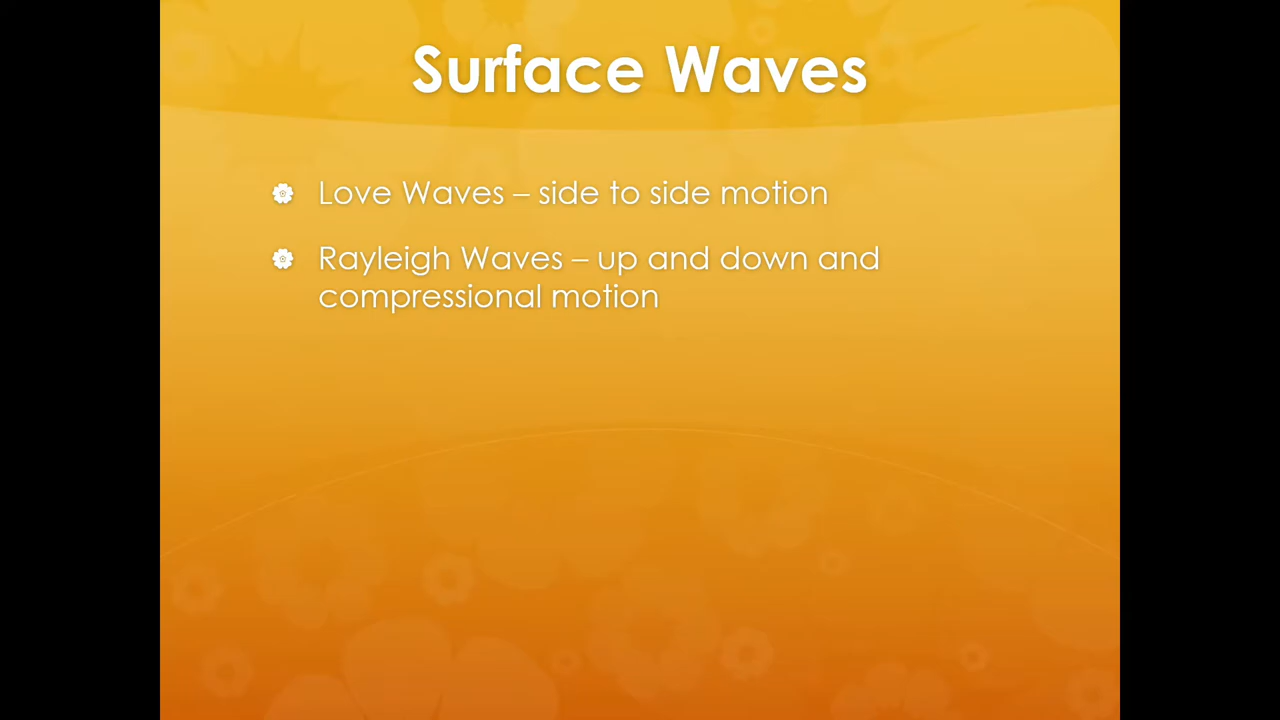 Surface Waves
Love Waves – side to side motion
Rayleigh Waves – up and down and
compressional motion